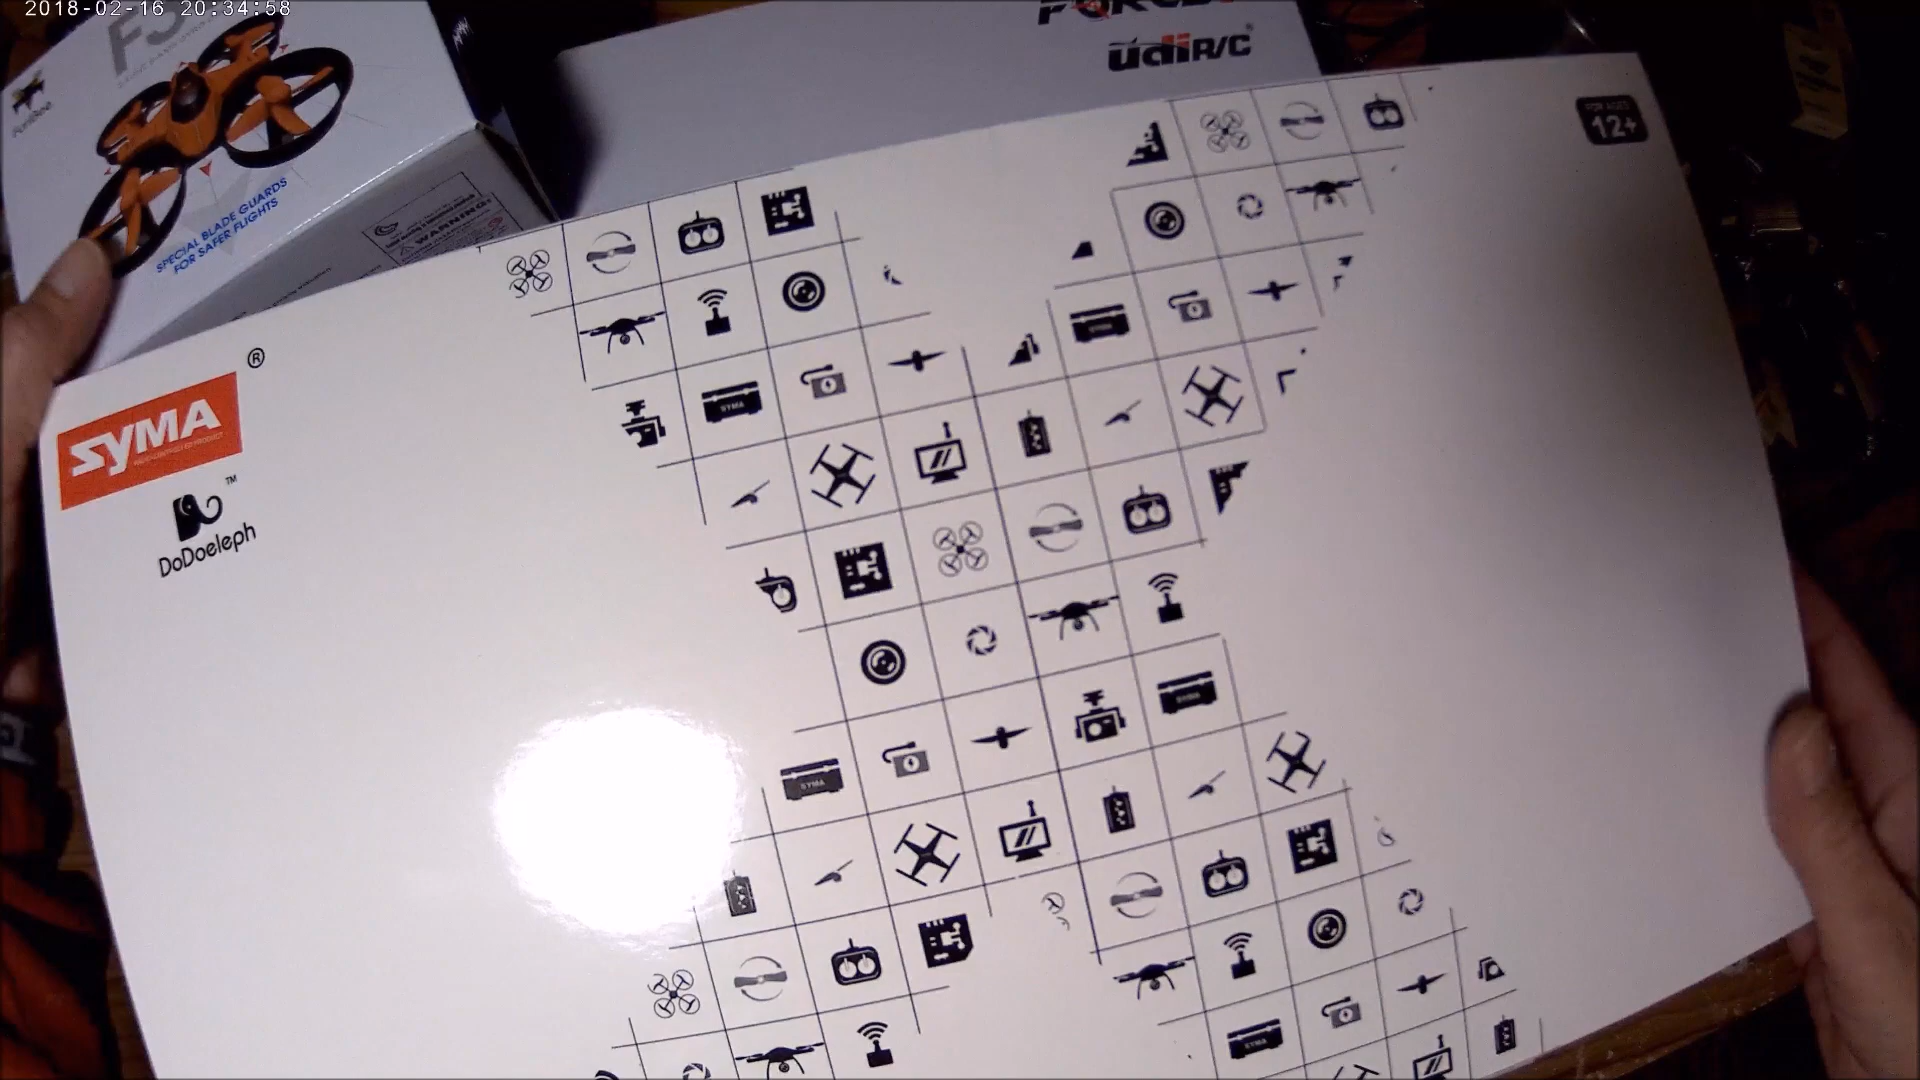 2018-02-16 20:34:58
SPECIAL BLADE GUARDS
FOR SAFER FLIGHTS
WARNING:
udiR/C
FOR AGES
12+
®
SYMA
TM
DoDoeleph
SYMA
SYMA
SYMA